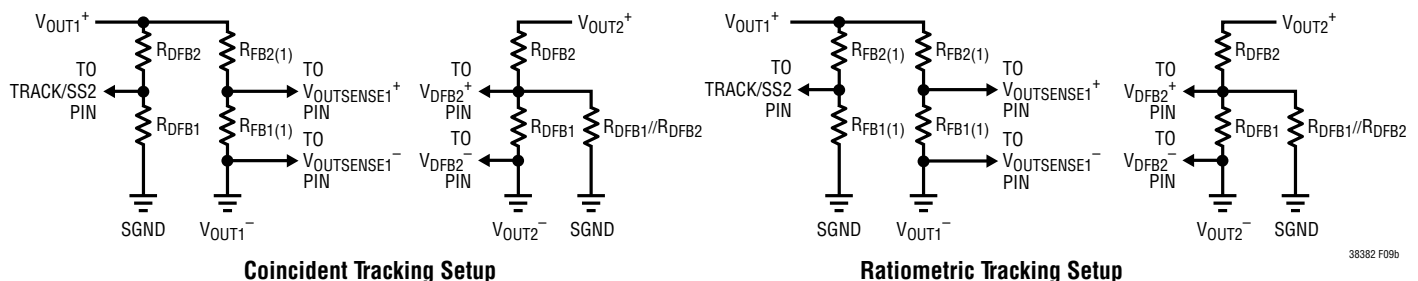 VOUT1+
RDFB2
RFB2(1)
TO
TRACK/SS2
PIN
TO
VOUTSENSE1+
PIN
RDFB1
RFB1(1)
TO
VOUTSENSE1–
PIN
SGND
VOUT1–
VOUT2+
RDFB2
TO
VDFB2+
PIN
RDFB1
RDFB1//RDFB2
TO
VDFB2–
PIN
VOUT2–
SGND
Coincident Tracking Setup
VOUT1+
RFB2(1)
RFB2(1)
TO
TRACK/SS2
PIN
TO
VOUTSENSE1+
PIN
RFB1(1)
RFB1(1)
TO
VOUTSENSE1–
PIN
SGND
VOUT1–
VOUT2+
RDFB2
TO
VDFB2+
PIN
RDFB1
RDFB1//RDFB2
TO
VDFB2–
PIN
VOUT2–
SGND
Ratiometric Tracking Setup
38382 F09b